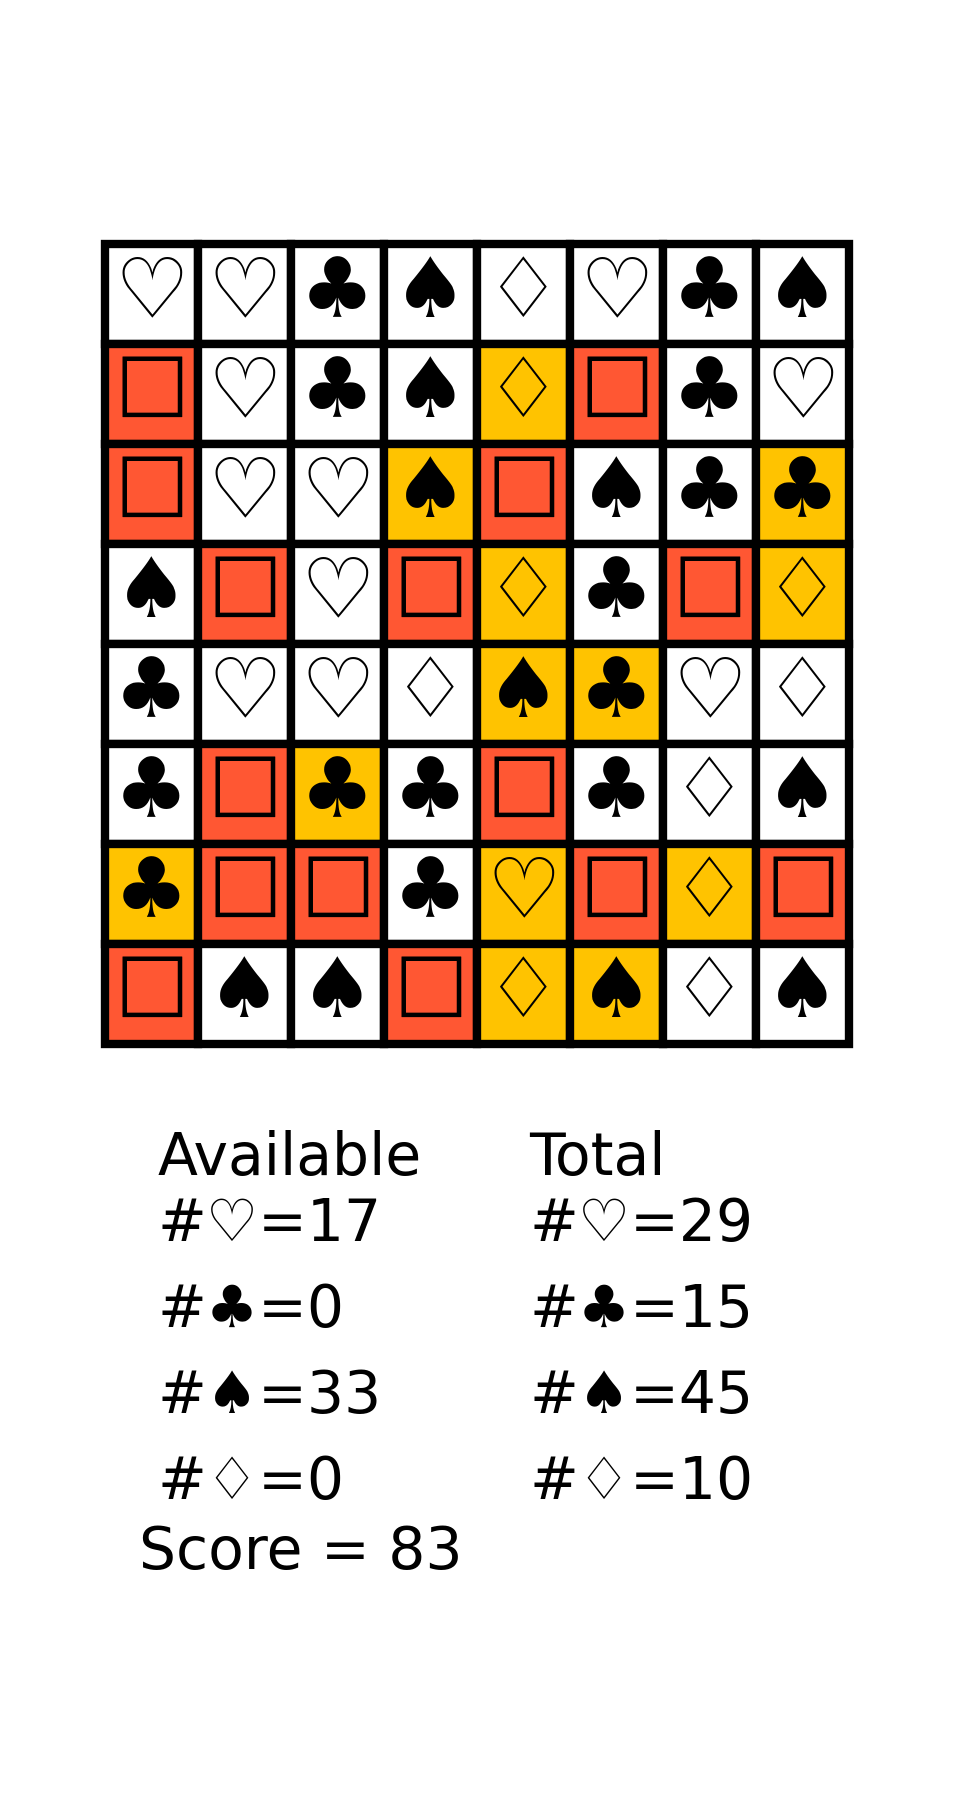 ♡ ♡ ♣ ♠ ♢ ♡ ♣ ♠
□ ♡ ♣ ♠ ♢ □ ♣ ♡
□ ♡ ♡ ♠ □ ♠ ♣ ♣
♠ □ ♡ □ ♢ ♣ □ ♢
♣ ♡ ♡ ♢ ♠ ♣ ♡ ♢
♣ □ ♣ ♣ □ ♣ ♢ ♠
♣ □ □ ♣ ♡ □ ♢ □
□ ♠ ♠ □ ♢ ♠ ♢ ♠
Available Total
#♡=17 #♡=29
#♣=0 #♣=15
#♠=33 #♠=45
#♢=0 #♢=10
Score = 83